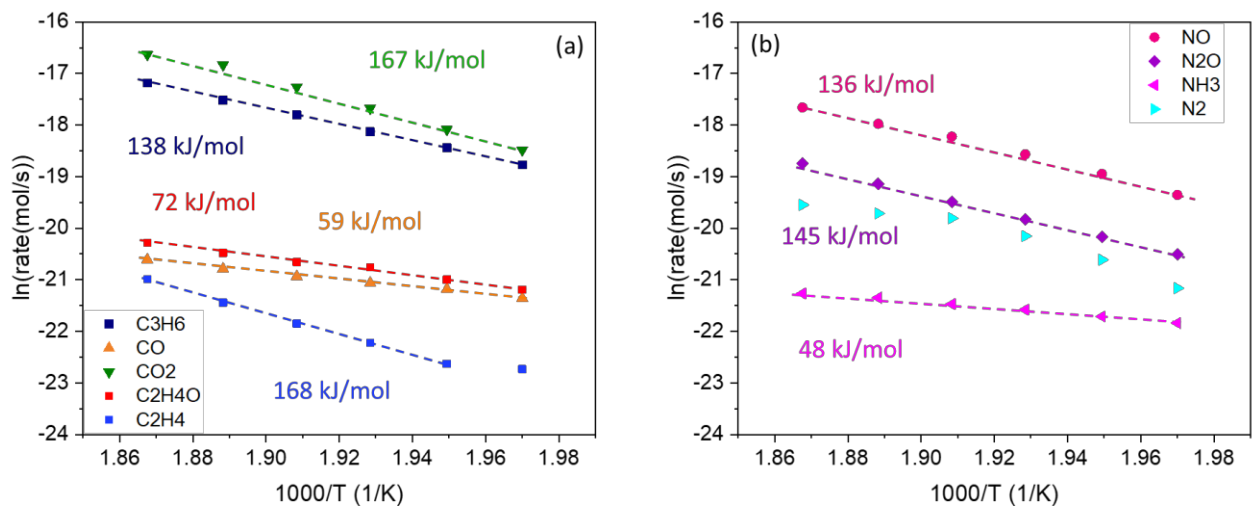 -16
-17
-18
-19
-20
-21
-22
-23
-24
ln(rate(mol/s))
(a)
167 kJ/mol
138 kJ/mol
72 kJ/mol
59 kJ/mol
168 kJ/mol
C3H6
CO
CO2
C2H4O
C2H4
1.86 1.88 1.90 1.92 1.94 1.96 1.98
1000/T (1/K)
-16
-17
-18
-19
-20
-21
-22
-23
-24
ln(rate(mol/s))
(b)
NO
N2O
NH3
N2
136 kJ/mol
145 kJ/mol
48 kJ/mol
1.86 1.88 1.90 1.92 1.94 1.96 1.98
1000/T (1/K)